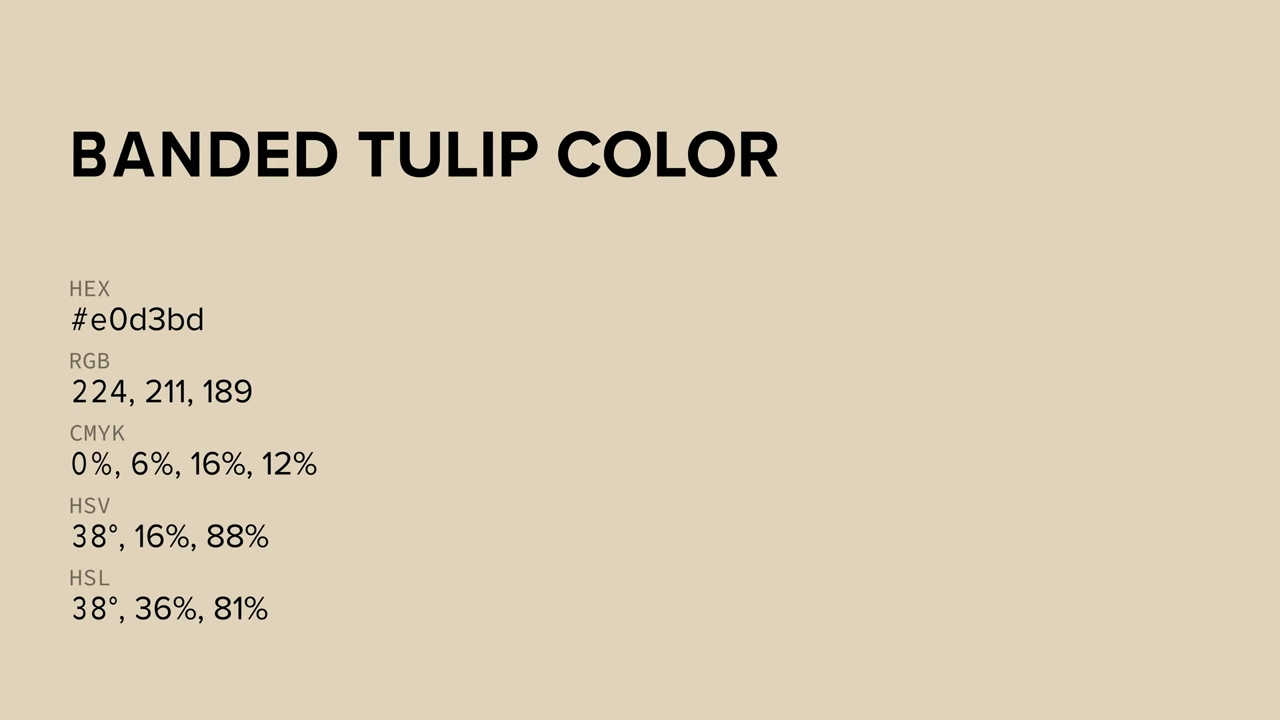 BANDED TULIP COLOR
HEX
#e0d3bd
RGB
224, 211, 189
CMYK
0%, 6%, 16%, 12%
HSV
38°, 16%, 88%
HSL
38°, 36%, 81%